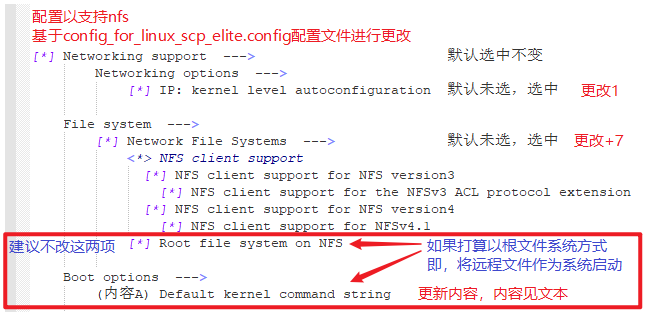 配置以支持nfs
基于config_for_linux_scp_elite.config配置文件进行更改
[*] Networking support  ---> 默认选中不变
Networking options  --->
[*] IP: kernel level autoconfiguration 默认未选，选中 更改1
File system  --->
[*] Network File Systems  ---> 默认未选，选中 更改+7
<*> NFS client support
[*] NFS client support for NFS version3
[*] NFS client support for the NFSv3 ACL protocol extension
[*] NFS client support for NFS version4
[*] NFS client support for NFSv4.1
建议不改这两项 [*] Root file system on NFS 如果打算以根文件系统方式
即，将远程文件作为系统启动
Boot options  --->
(内容A) Default kernel command string 更新内容，内容见文本